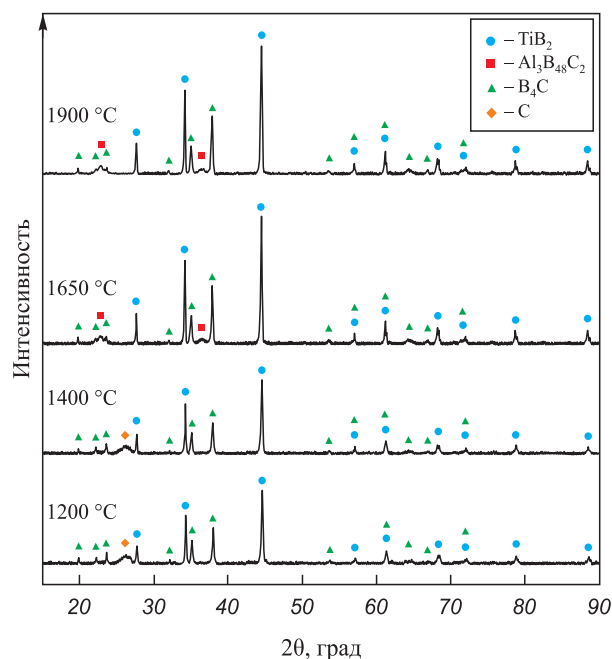 – TiB₂
– Al₃B₄₈C₂
– B₄C
– C
1900 °C
1650 °C
1400 °C
1200 °C
Интенсивность
20 30 40 50 60 70 80 90
2θ, град